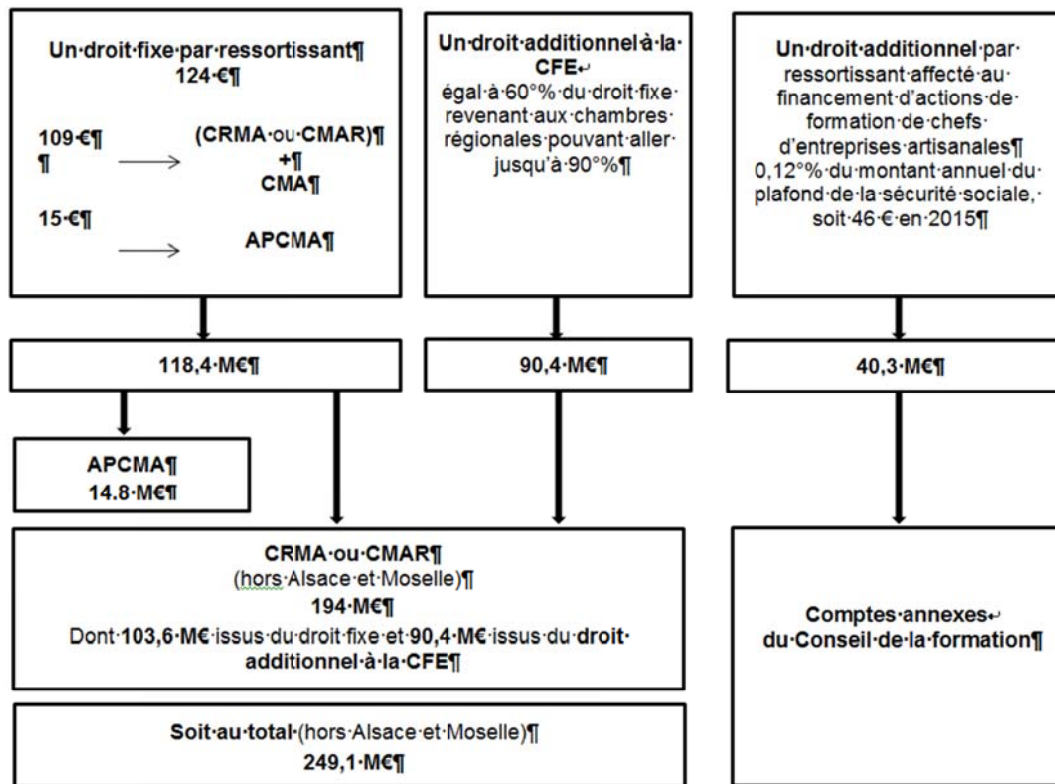 Un·droit·fixe·par·ressortissant¶
124·€¶
109·€¶
¶
(CRMA·ou·CMAR)¶
+¶
CMA¶
15·€¶
APCMA¶
Un·droit·additionnel·à·la·
CFE↵
égal·à·60°%·du·droit·fixe·
revenant·aux·chambres·
régionales·pouvant·aller·
jusqu'à·90°%¶
Un·droit·additionnel·par·
ressortissant·affecté·au·
financement·d'actions·de·
formation·de·chefs·
d'entreprises·artisanales¶
0,12°%·du·montant·annuel·du·
plafond·de·la·sécurité·sociale,·
soit·46·€·en·2015¶
118,4·M€¶
90,4·M€¶
40,3·M€¶
APCMA¶
14.8·M€¶
CRMA·ou·CMAR¶
(hors·Alsace·et·Moselle)¶
194·M€¶
Dont·103,6·M€·issus·du·droit·fixe·et·90,4·M€·issus·du·droit·
additionnel·à·la·CFE¶
Comptes·annexes↵
du·Conseil·de·la·formation¶
Soit·au·total·(hors·Alsace·et·Moselle)¶
249,1·M€¶